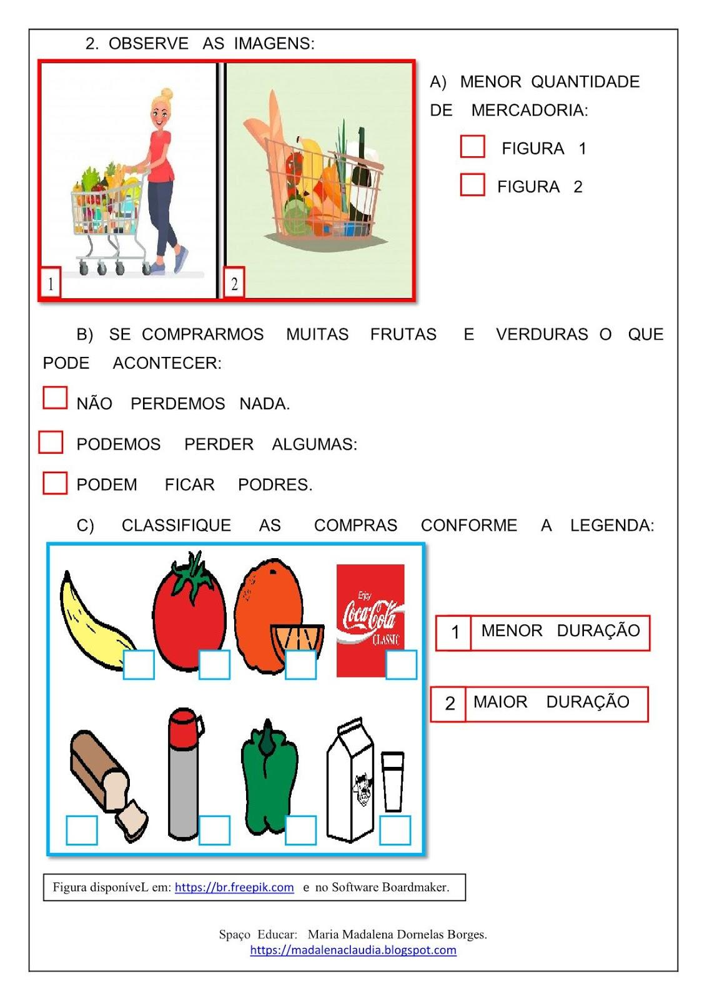 2. OBSERVE AS IMAGENS:
A) MENOR QUANTIDADE
DE MERCADORIA:
FIGURA 1
FIGURA 2
1
2
B) SE COMPRARMOS MUITAS FRUTAS E VERDURAS O QUE
PODE ACONTECER:
NÃO PERDEMOS NADA.
PODEMOS PERDER ALGUMAS:
PODEM FICAR PODRES.
C) CLASSIFIQUE AS COMPRAS CONFORME A LEGENDA:
Enjoy
Coca-Cola
CLASSIC
1 MENOR DURAÇÃO
2 MAIOR DURAÇÃO
Figura disponíveL em: https://br.freepik.com e no Software Boardmaker.
Spaço Educar: Maria Madalena Dornelas Borges.
https://madalenaclaudia.blogspot.com